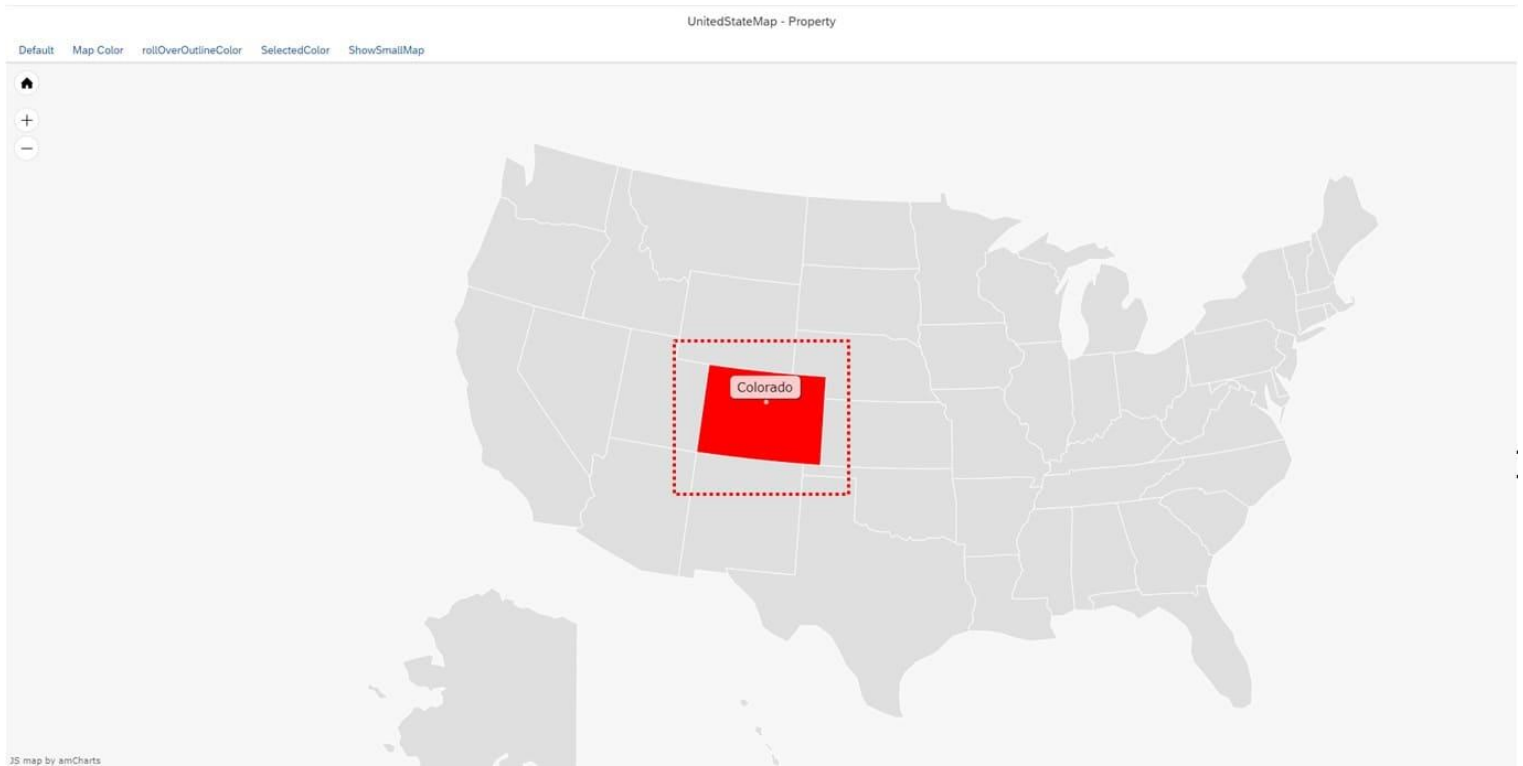 UnitedStateMap - Property
Default Map Color rollOverOutlineColor SelectedColor ShowSmallMap
Colorado
JS map by amCharts